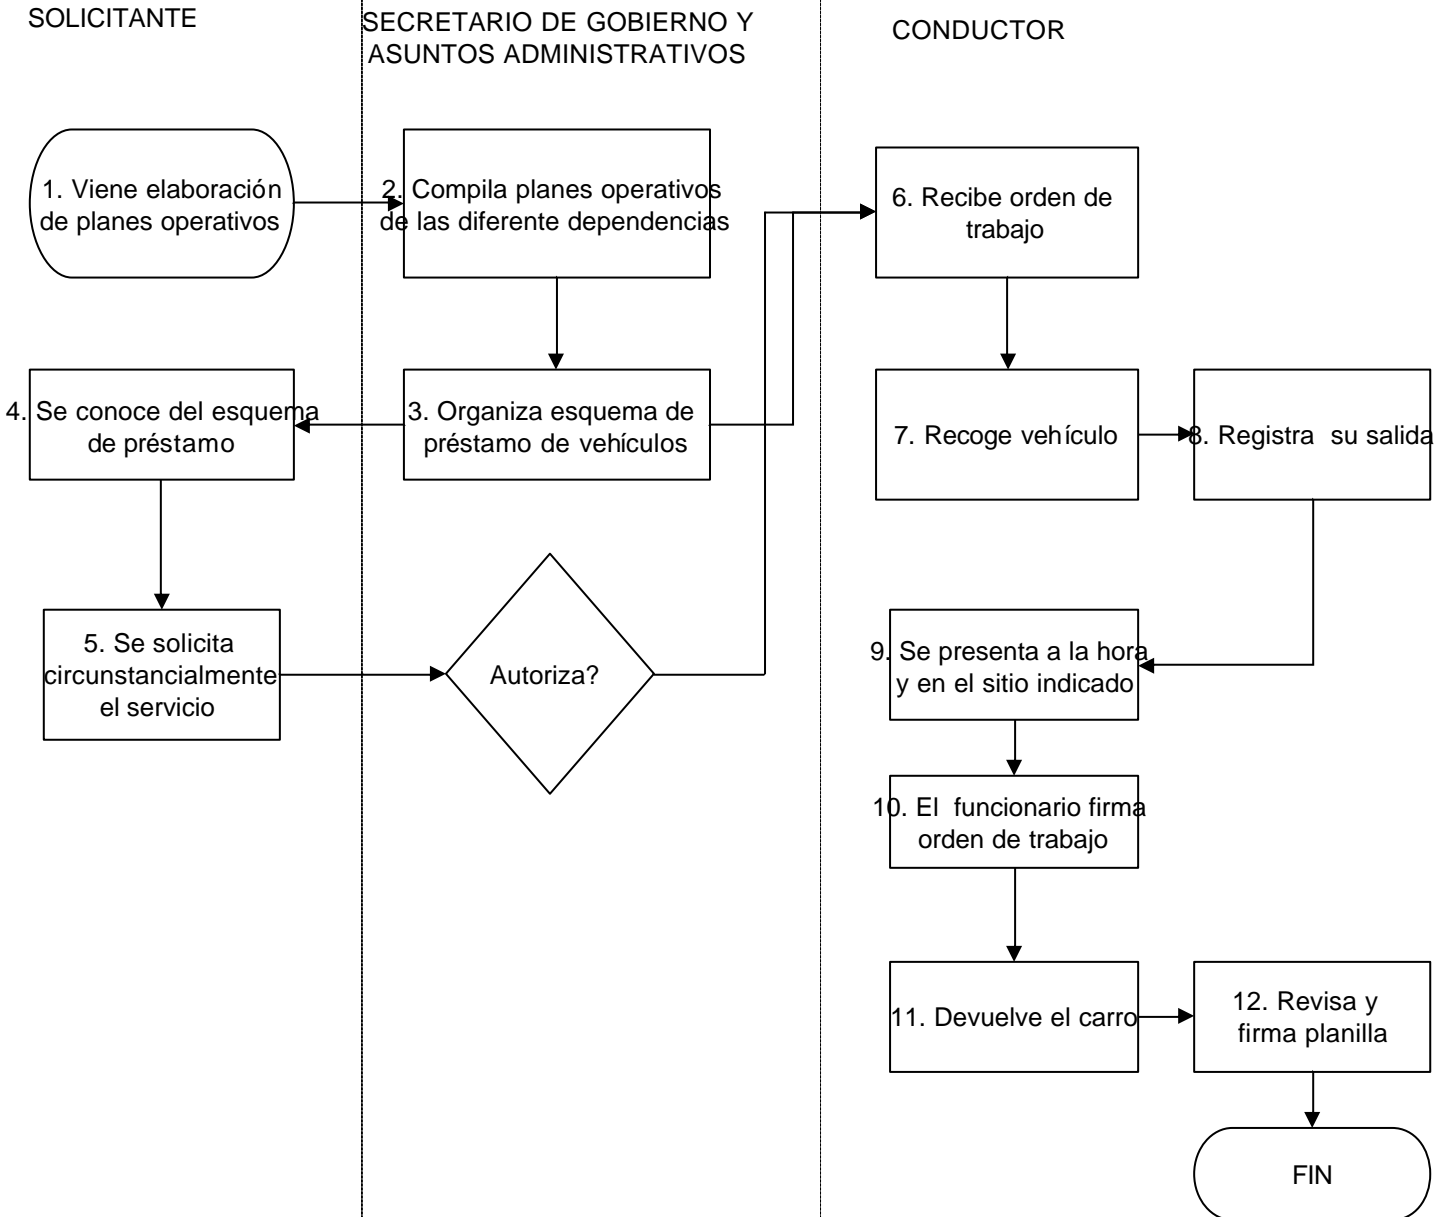 SOLICITANTE
SECRETARIO DE GOBIERNO Y
ASUNTOS ADMINISTRATIVOS
CONDUCTOR
1. Viene elaboración
de planes operativos
2. Compila planes operativos
de las diferente dependencias
3. Organiza esquema de
préstamo de vehículos
4. Se conoce del esquema
de préstamo
5. Se solicita
circunstancialmente
el servicio
Autoriza?
6. Recibe orden de
trabajo
7. Recoge vehículo
8. Registra su salida
9. Se presenta a la hora
y en el sitio indicado
10. El funcionario firma
orden de trabajo
11. Devuelve el carro
12. Revisa y
firma planilla
FIN